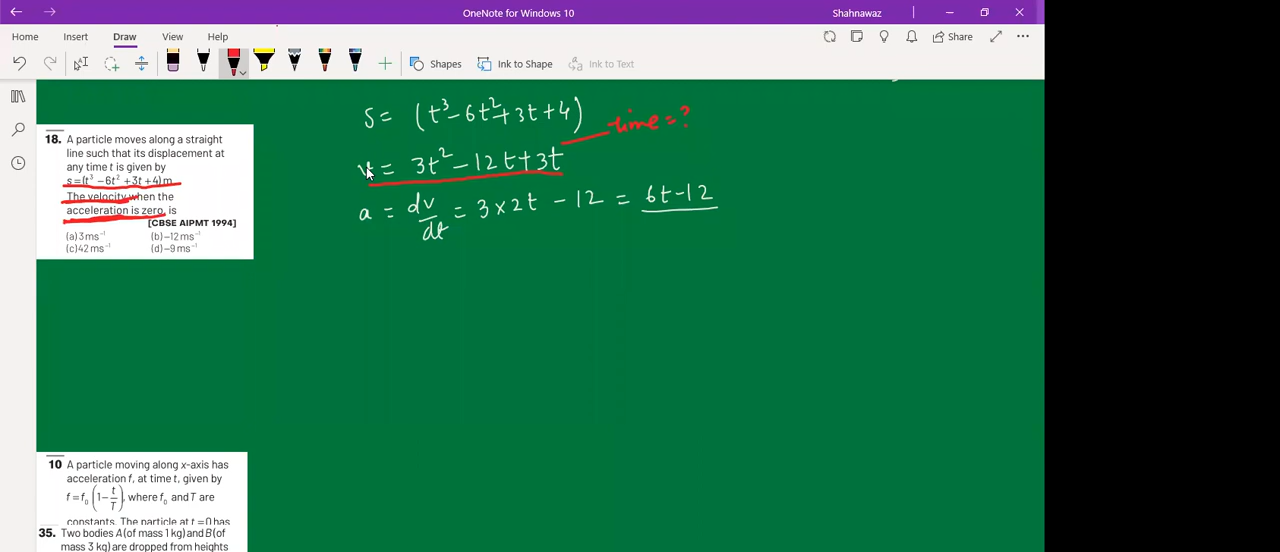 OneNote for Windows 10
Shahnawaz
Home Insert Draw View Help
Share
Shapes Ink to Shape Ink to Text
S = (t³ - 6t² + 3t + 4)
time = ?
v = 3t² - 12t + 3t
a = dv/dt = 3 × 2t - 12 = 6t - 12
18. A particle moves along a straight
line such that its displacement at
any time t is given by
s = (t³ - 6t² + 3t + 4) m
The velocity when the
acceleration is zero, is
[CBSE AIPMT 1994]
(a) 3 ms⁻¹ (b) -12 ms⁻¹
(c) 42 ms⁻¹ (d) -9 ms⁻¹
10 A particle moving along x-axis has
acceleration f, at time t, given by
f = f₀ (1 - t/T), where f₀ and T are
constants. The particle at t = 0 has
35. Two bodies A (of mass 1 kg) and B (of
mass 3 kg) are dropped from heights